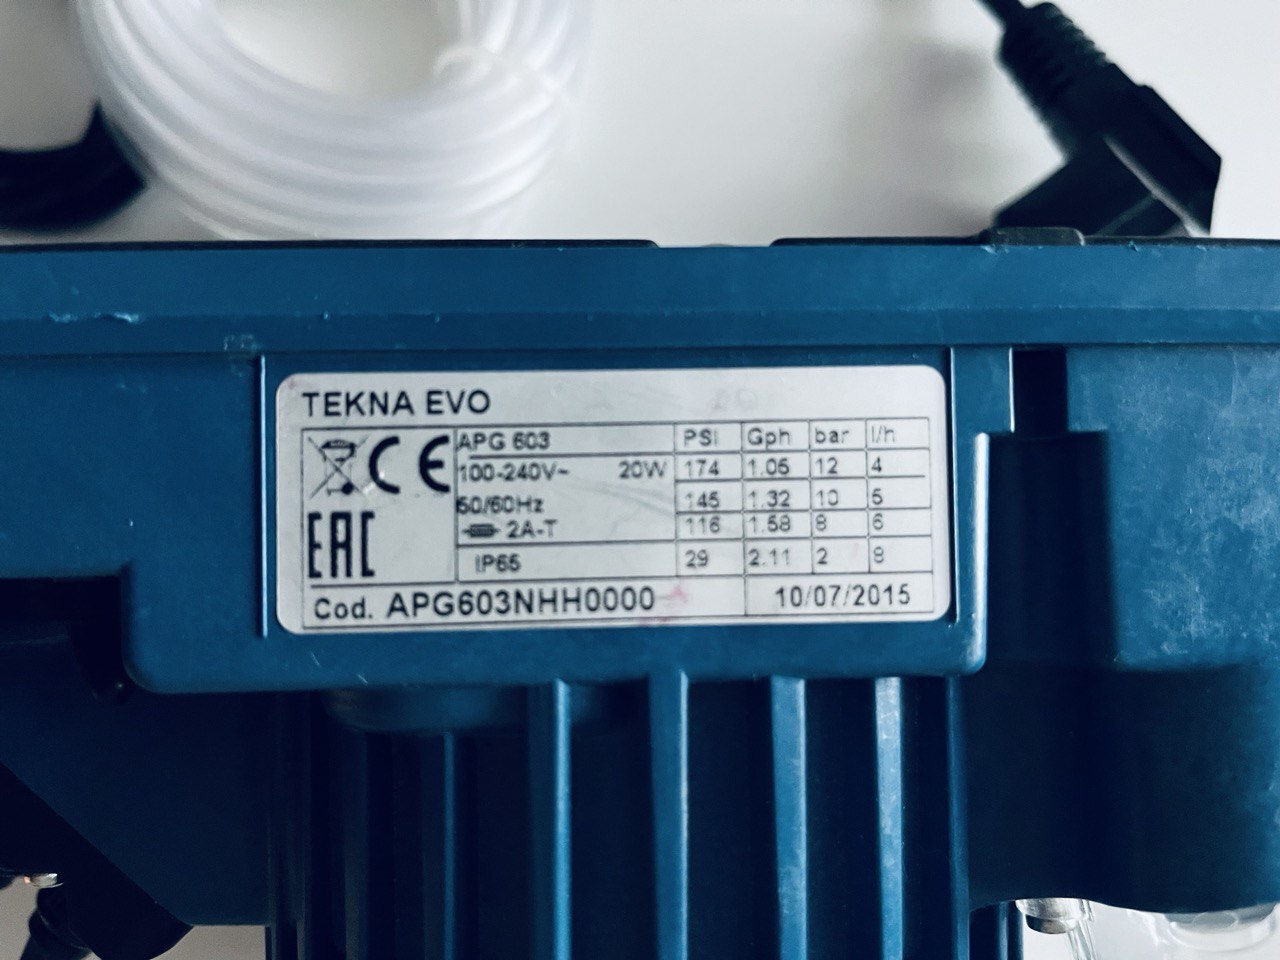 TEKNA EVO
CE
EAC
APG 603
100-240V~ 20W
50/60Hz
2A-T
IP65
PSI Gph bar l/h
174 1.05 12 4
145 1.32 10 5
116 1.58 8 6
29 2.11 2 8
Cod. APG603NHH0000 10/07/2015